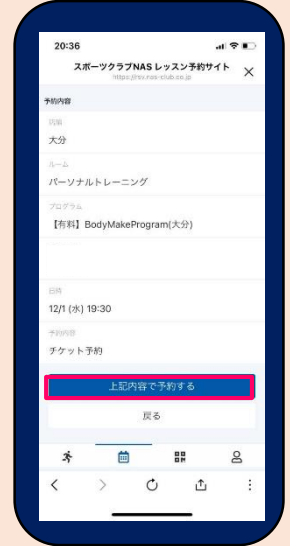 20:36
スポーツクラブNAS レッスン予約サイト
https://rsv.nas-club.co.jp
予約内容
店舗
大分
ルーム
パーソナルトレーニング
プログラム
【有料】BodyMakeProgram(大分)
日時
12/1 (水) 19:30
予約内容
チケット予約
上記内容で予約する
戻る